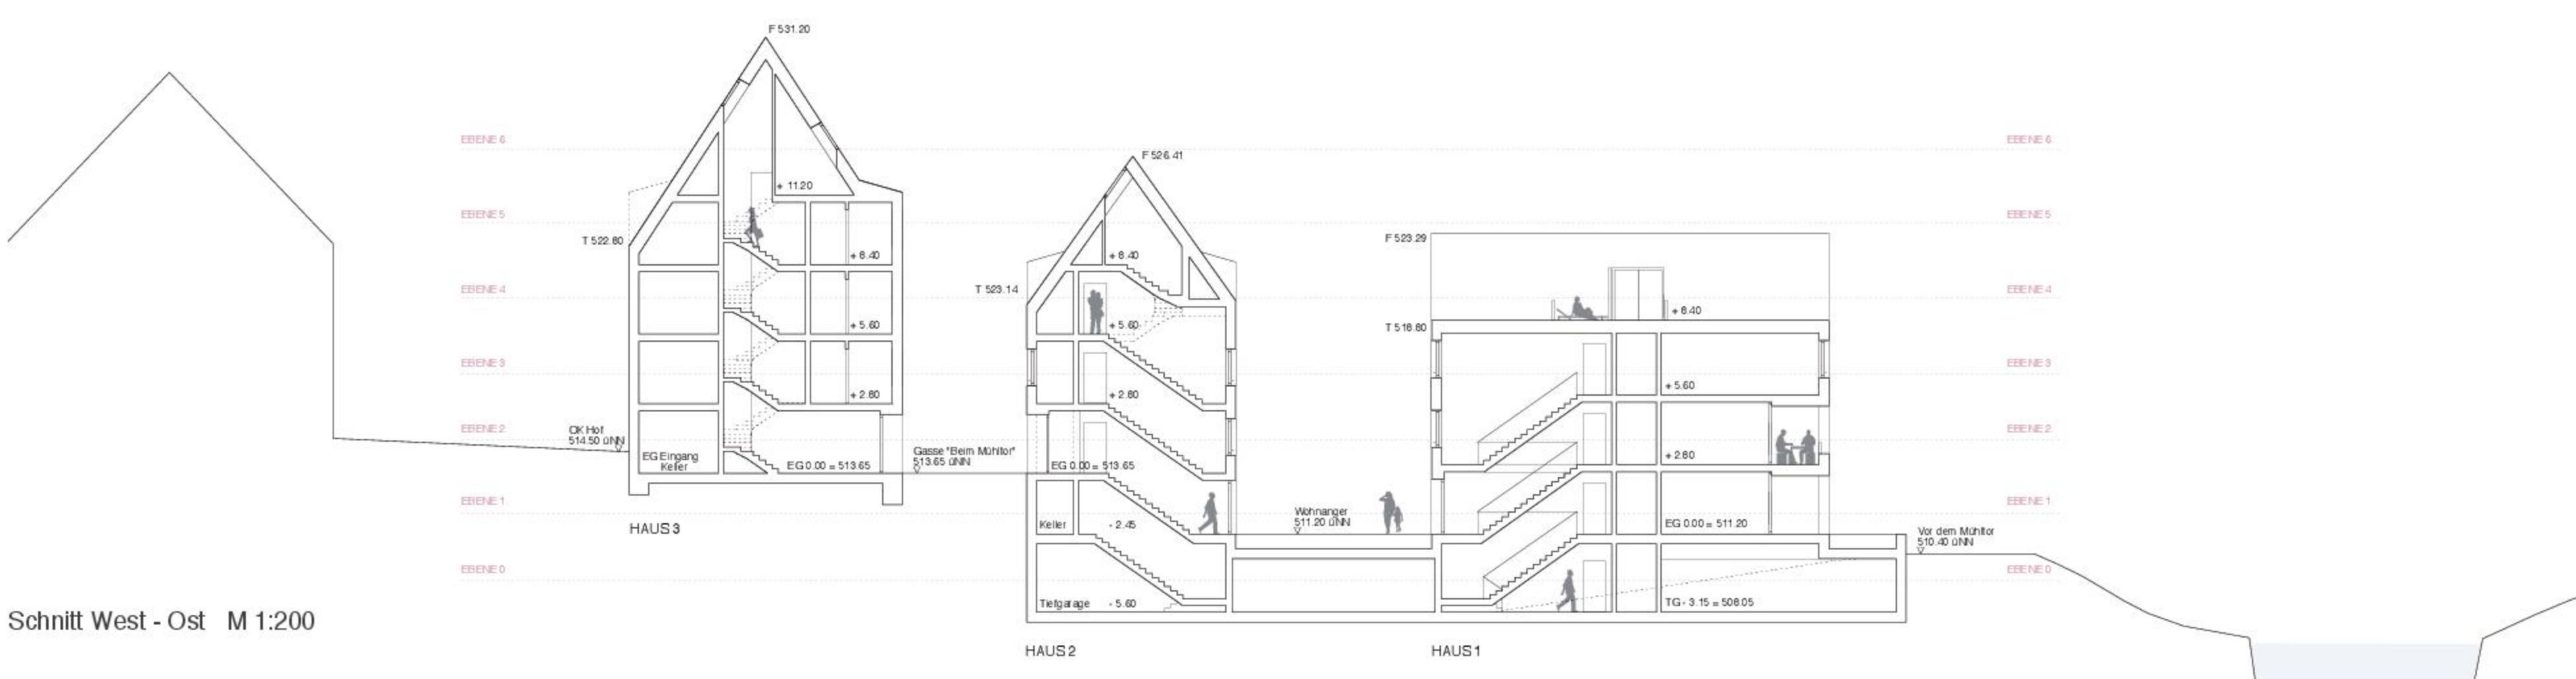 F 531.20
EBENE 6
EBENE 6
F 526.41
+ 11.20
EBENE 5
EBENE 5
T 522.80
F 523.29
+ 8.40
+ 8.40
EBENE 4
T 523.14
EBENE 4
+ 8.40
+ 5.60
+ 5.60
T 518.80
EBENE 3
EBENE 3
+ 2.80
+ 2.80
+ 5.60
EBENE 2
OK Hof
514.50 üNN
EBENE 2
EG Eingang
Keller
EG 0.00 = 513.65
Gasse "Beim Mühltor"
513.65 üNN
EG 0.00 = 513.65
+ 2.80
EBENE 1
EBENE 1
HAUS 3
Keller
- 2.45
Wohnanger
511.20 üNN
EG 0.00 = 511.20
Vor dem Mühltor
510.40 üNN
EBENE 0
EBENE 0
Tiefgarage
- 5.60
TG - 3.15 = 508.05
Schnitt West - Ost M 1:200
HAUS 2
HAUS 1